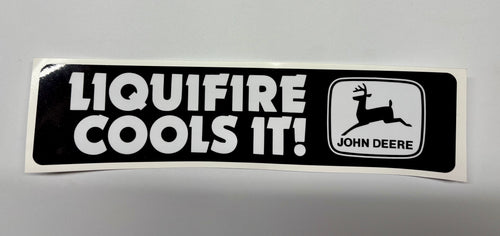 LIQUIFIRE
COOLS IT!
JOHN DEERE